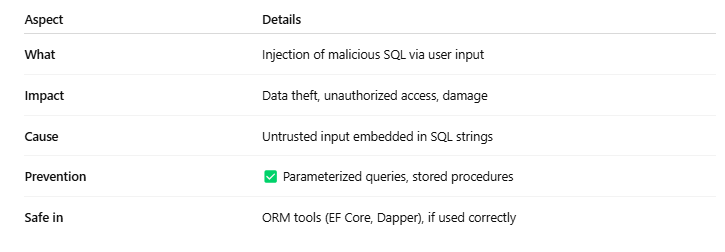 Aspect Details
What Injection of malicious SQL via user input
Impact Data theft, unauthorized access, damage
Cause Untrusted input embedded in SQL strings
Prevention ✅ Parameterized queries, stored procedures
Safe in ORM tools (EF Core, Dapper), if used correctly